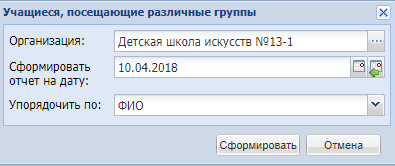 Учащиеся, посещающие различные группы
Организация: Детская школа искусств №13-1
Сформировать отчет на дату: 10.04.2018
Упорядочить по: ФИО
Сформировать Отмена